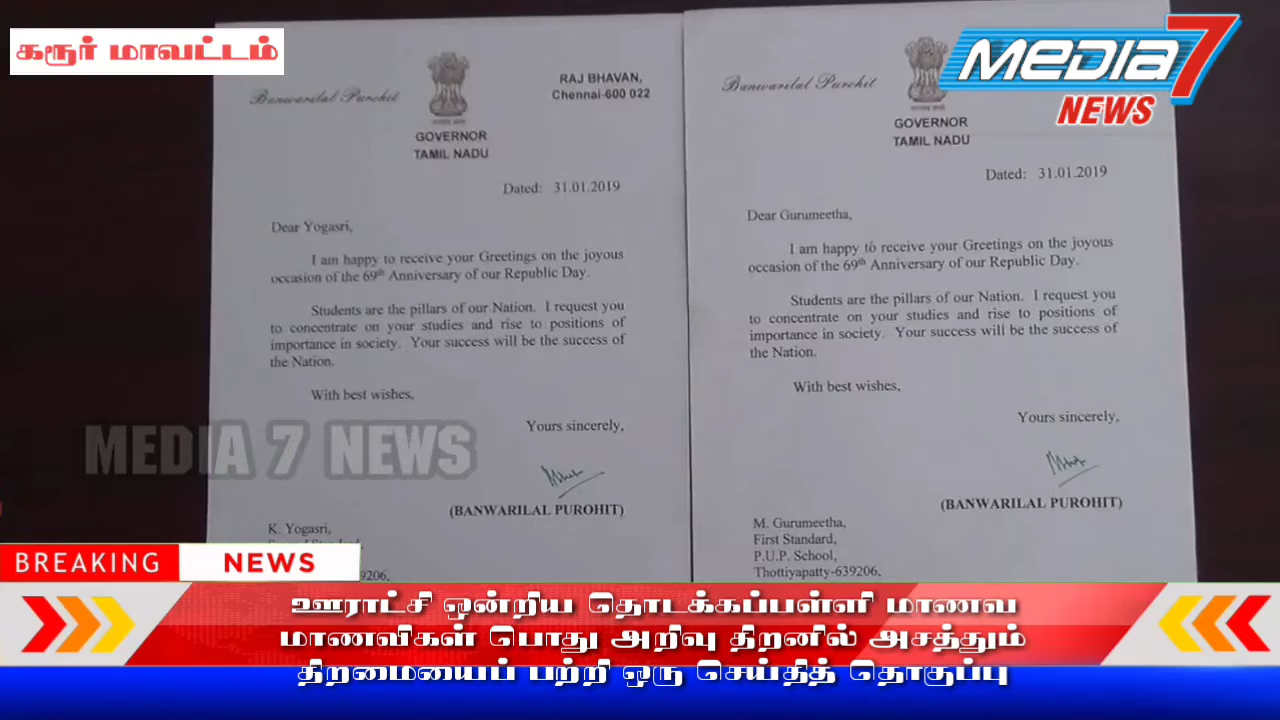 கரூர் மாவட்டம்
MEDIA 7
NEWS
Banwarilal Purohit
RAJ BHAVAN,
Chennai-600 022
GOVERNOR
TAMIL NADU
Dated: 31.01.2019
Dear Yogasri,
I am happy to receive your Greetings on the joyous
occasion of the 69th Anniversary of our Republic Day.
Students are the pillars of our Nation. I request you
to concentrate on your studies and rise to positions of
importance in society. Your success will be the success of
the Nation.
With best wishes,
Yours sincerely,
(BANWARILAL PUROHIT)
K. Yogasri,
639206,
Banwarilal Purohit
GOVERNOR
TAMIL NADU
Dated: 31.01.2019
Dear Gurumeetha,
I am happy to receive your Greetings on the joyous
occasion of the 69th Anniversary of our Republic Day.
Students are the pillars of our Nation. I request you
to concentrate on your studies and rise to positions of
importance in society. Your success will be the success of
the Nation.
With best wishes,
Yours sincerely,
(BANWARILAL PUROHIT)
M. Gurumeetha,
First Standard,
P.U.P. School,
Thottiyapatty-639206,
MEDIA 7 NEWS
BREAKING NEWS
ஊராட்சி ஒன்றிய தொடக்கப்பள்ளி மாணவ
மாணவிகள் பொது அறிவு திறனில் அசத்தும்
திறமையைப் பற்றி ஒரு செய்தித் தொகுப்பு